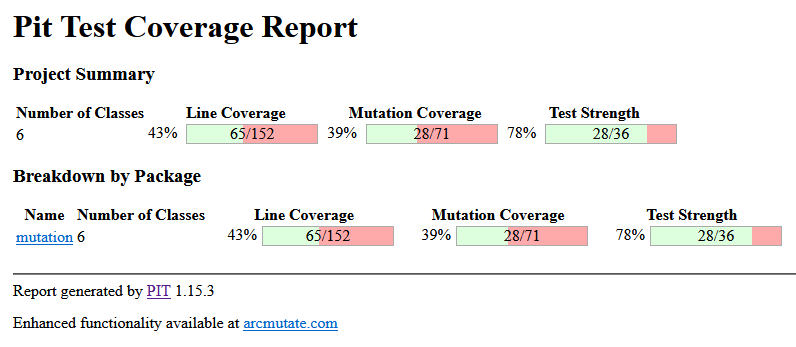 Pit Test Coverage Report
Project Summary
Number of Classes Line Coverage Mutation Coverage Test Strength
6 43% 65/152 39% 28/71 78% 28/36
Breakdown by Package
Name Number of Classes Line Coverage Mutation Coverage Test Strength
mutation 6 43% 65/152 39% 28/71 78% 28/36
Report generated by PIT 1.15.3
Enhanced functionality available at arcmutate.com